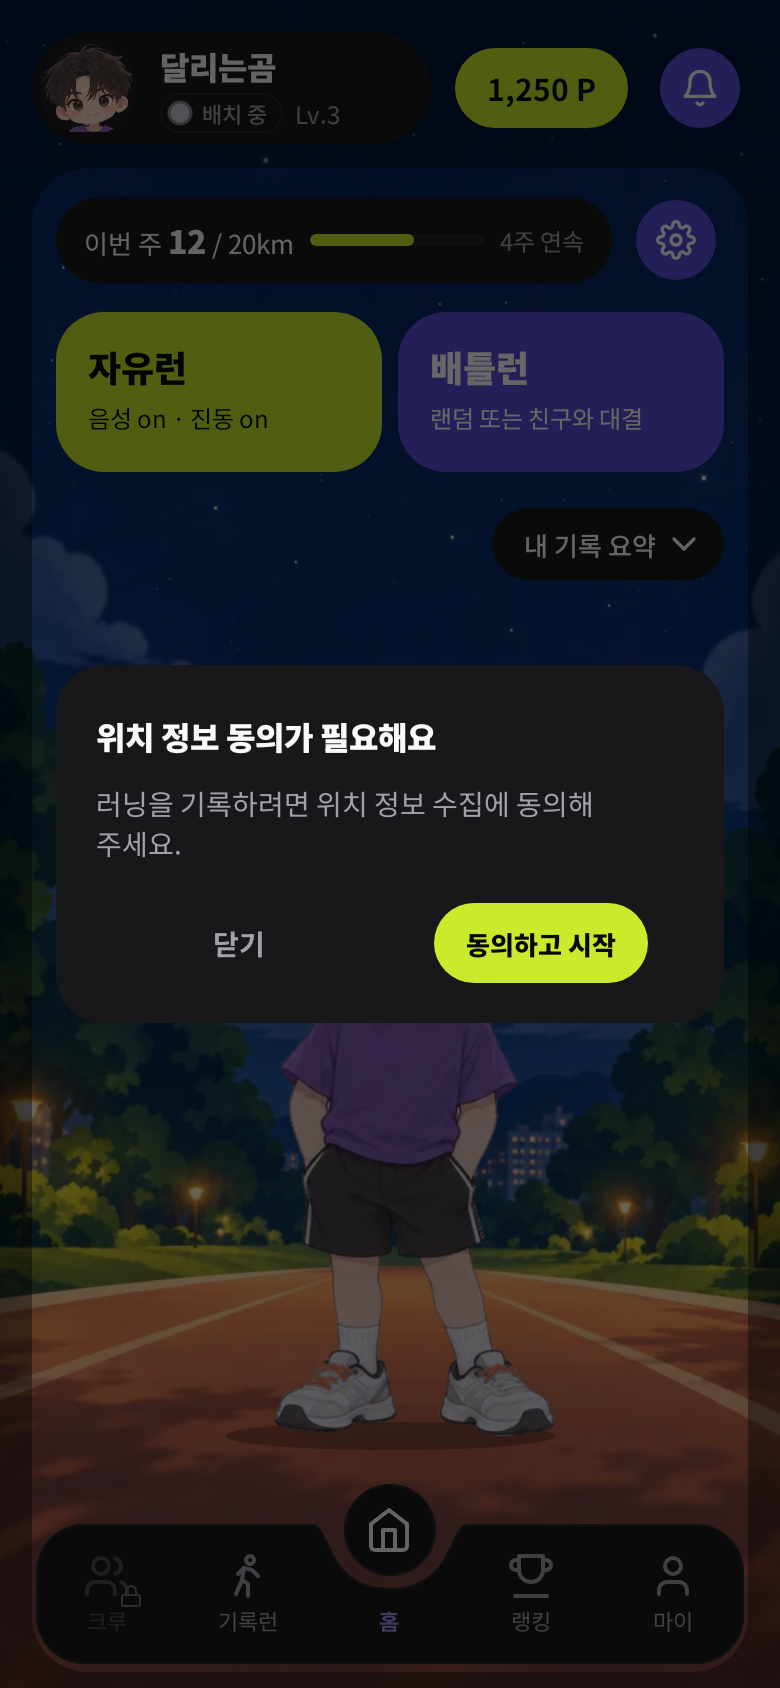 달리는곰
1,250 P
배치 중 Lv.3
이번 주 12 / 20km 4주 연속
자유런
음성 on · 진동 on
배틀런
랜덤 또는 친구와 대결
내 기록 요약
위치 정보 동의가 필요해요
러닝을 기록하려면 위치 정보 수집에 동의해
주세요.
닫기
동의하고 시작
크루 기록런 홈 랭킹 마이